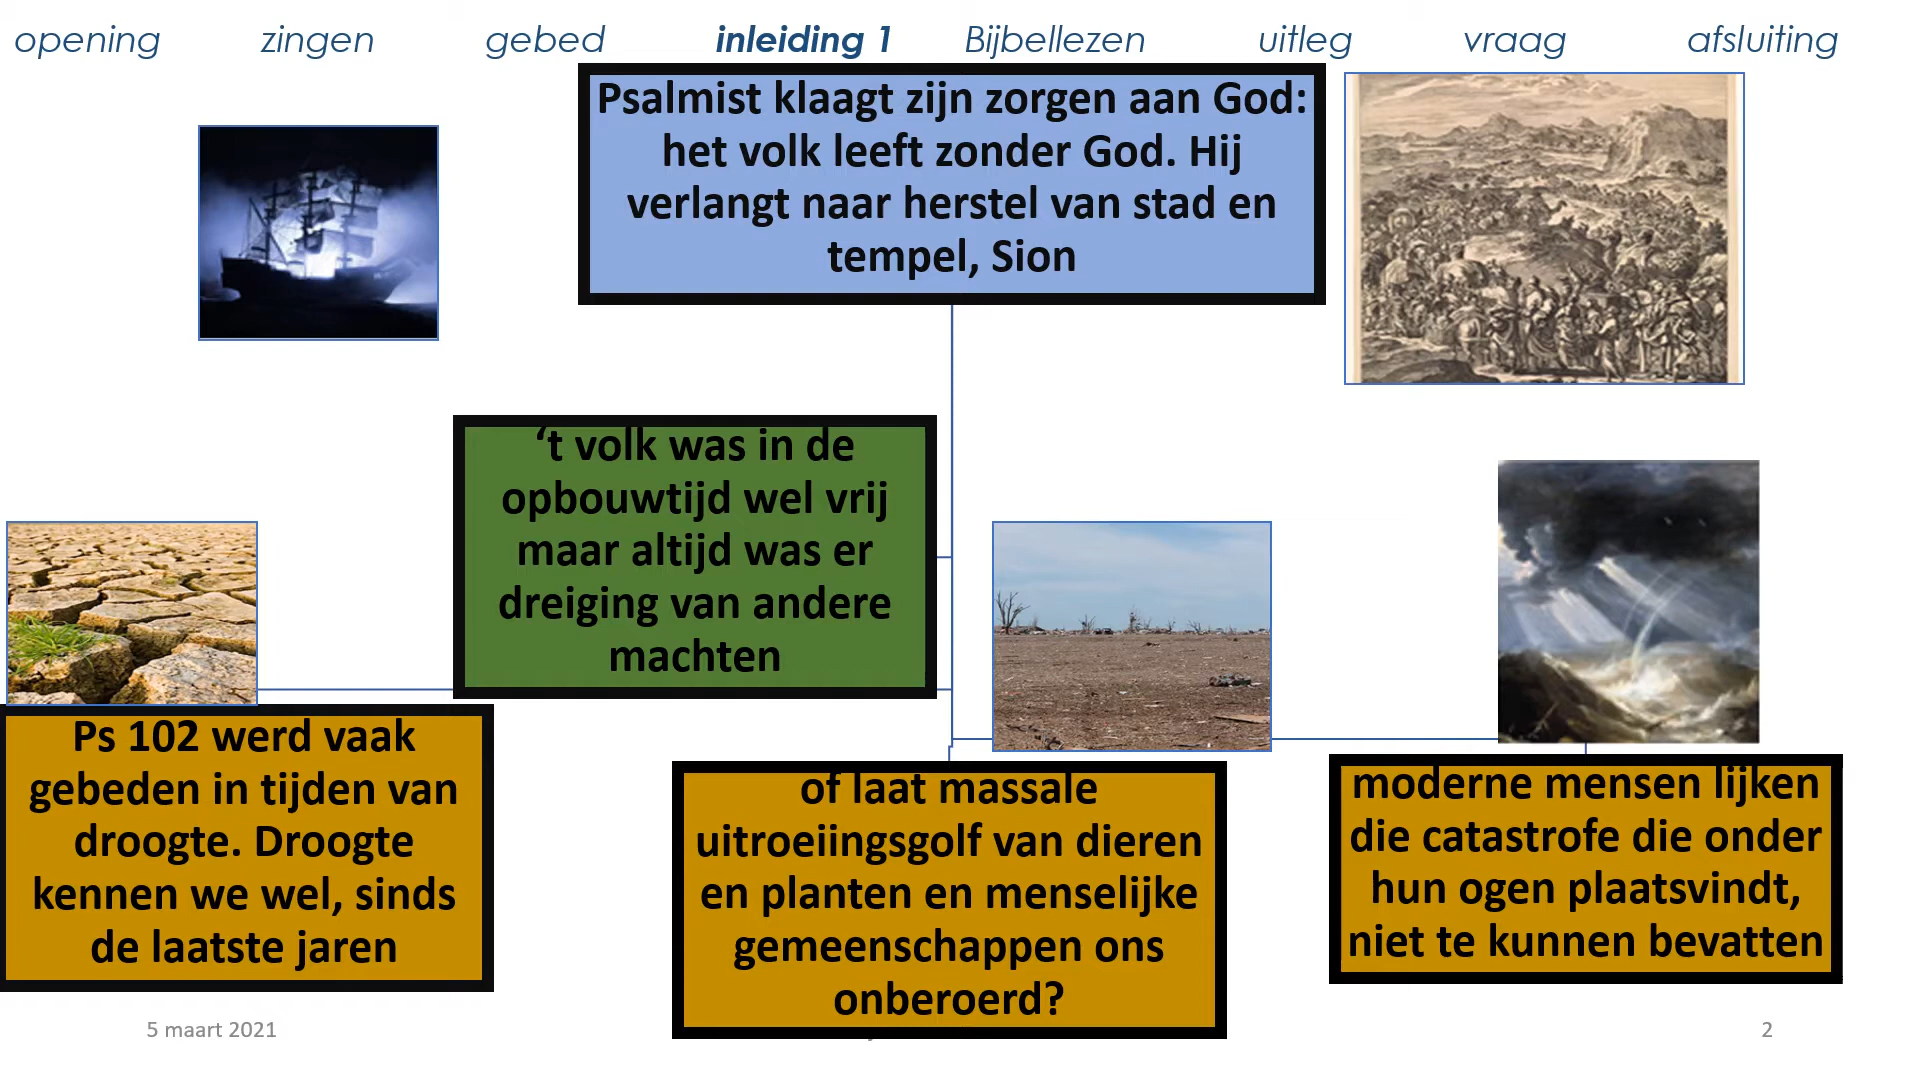 opening zingen gebed inleiding 1 Bijbellezen uitleg vraag afsluiting
Psalmist klaagt zijn zorgen aan God:
het volk leeft zonder God. Hij
verlangt naar herstel van stad en
tempel, Sion
‘t volk was in de
opbouwtijd wel vrij
maar altijd was er
dreiging van andere
machten
Ps 102 werd vaak
gebeden in tijden van
droogte. Droogte
kennen we wel, sinds
de laatste jaren
of laat massale
uitroeiingsgolf van dieren
en planten en menselijke
gemeenschappen ons
onberoerd?
moderne mensen lijken
die catastrofe die onder
hun ogen plaatsvindt,
niet te kunnen bevatten
5 maart 2021
2